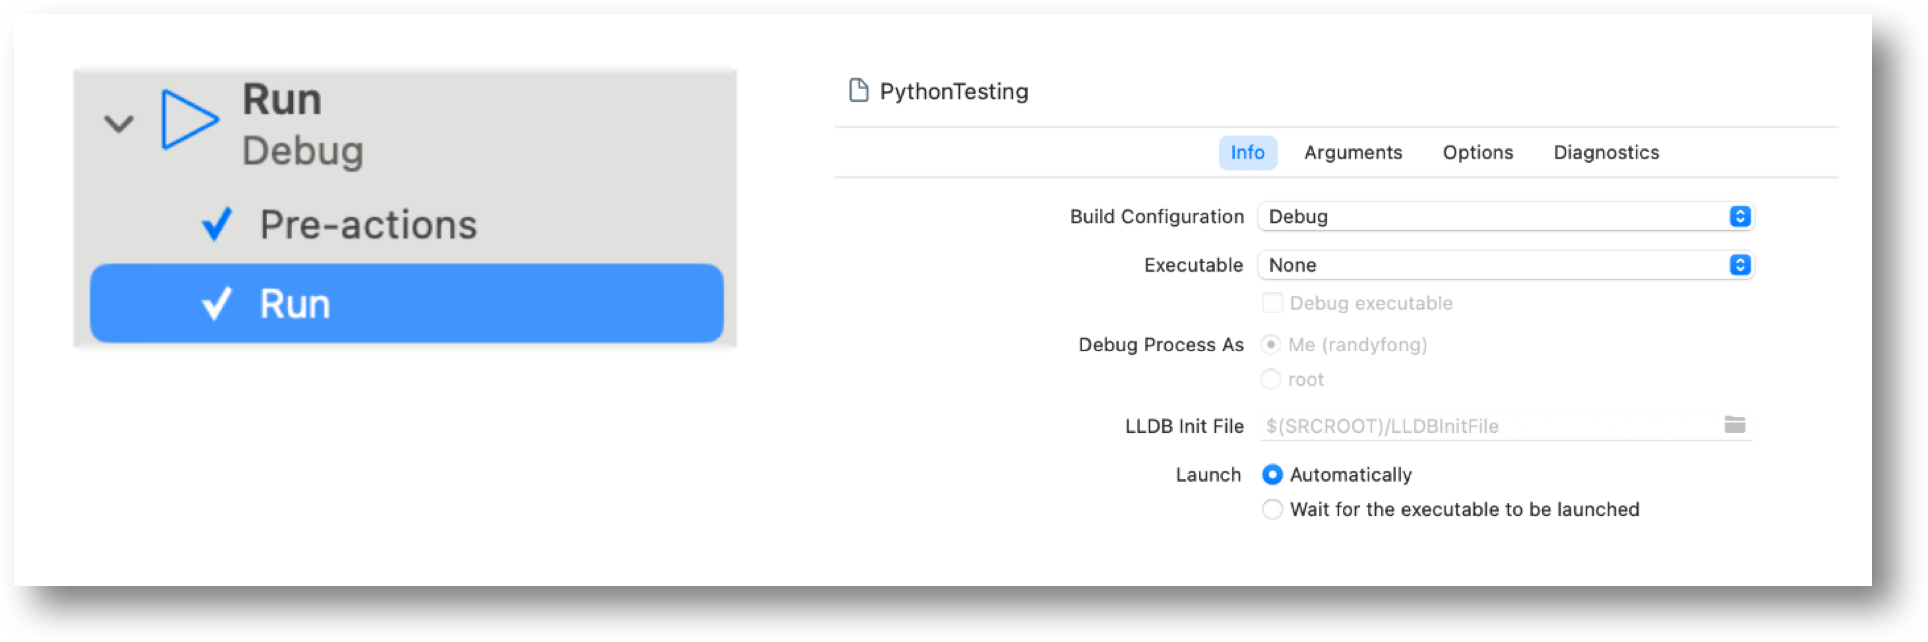 Run
Debug
Pre-actions
Run
PythonTesting
Info Arguments Options Diagnostics
Build Configuration Debug
Executable None
Debug executable
Debug Process As Me (randyfong)
root
LLDB Init File $(SRCROOT)/LLDBInitFile
Launch Automatically
Wait for the executable to be launched